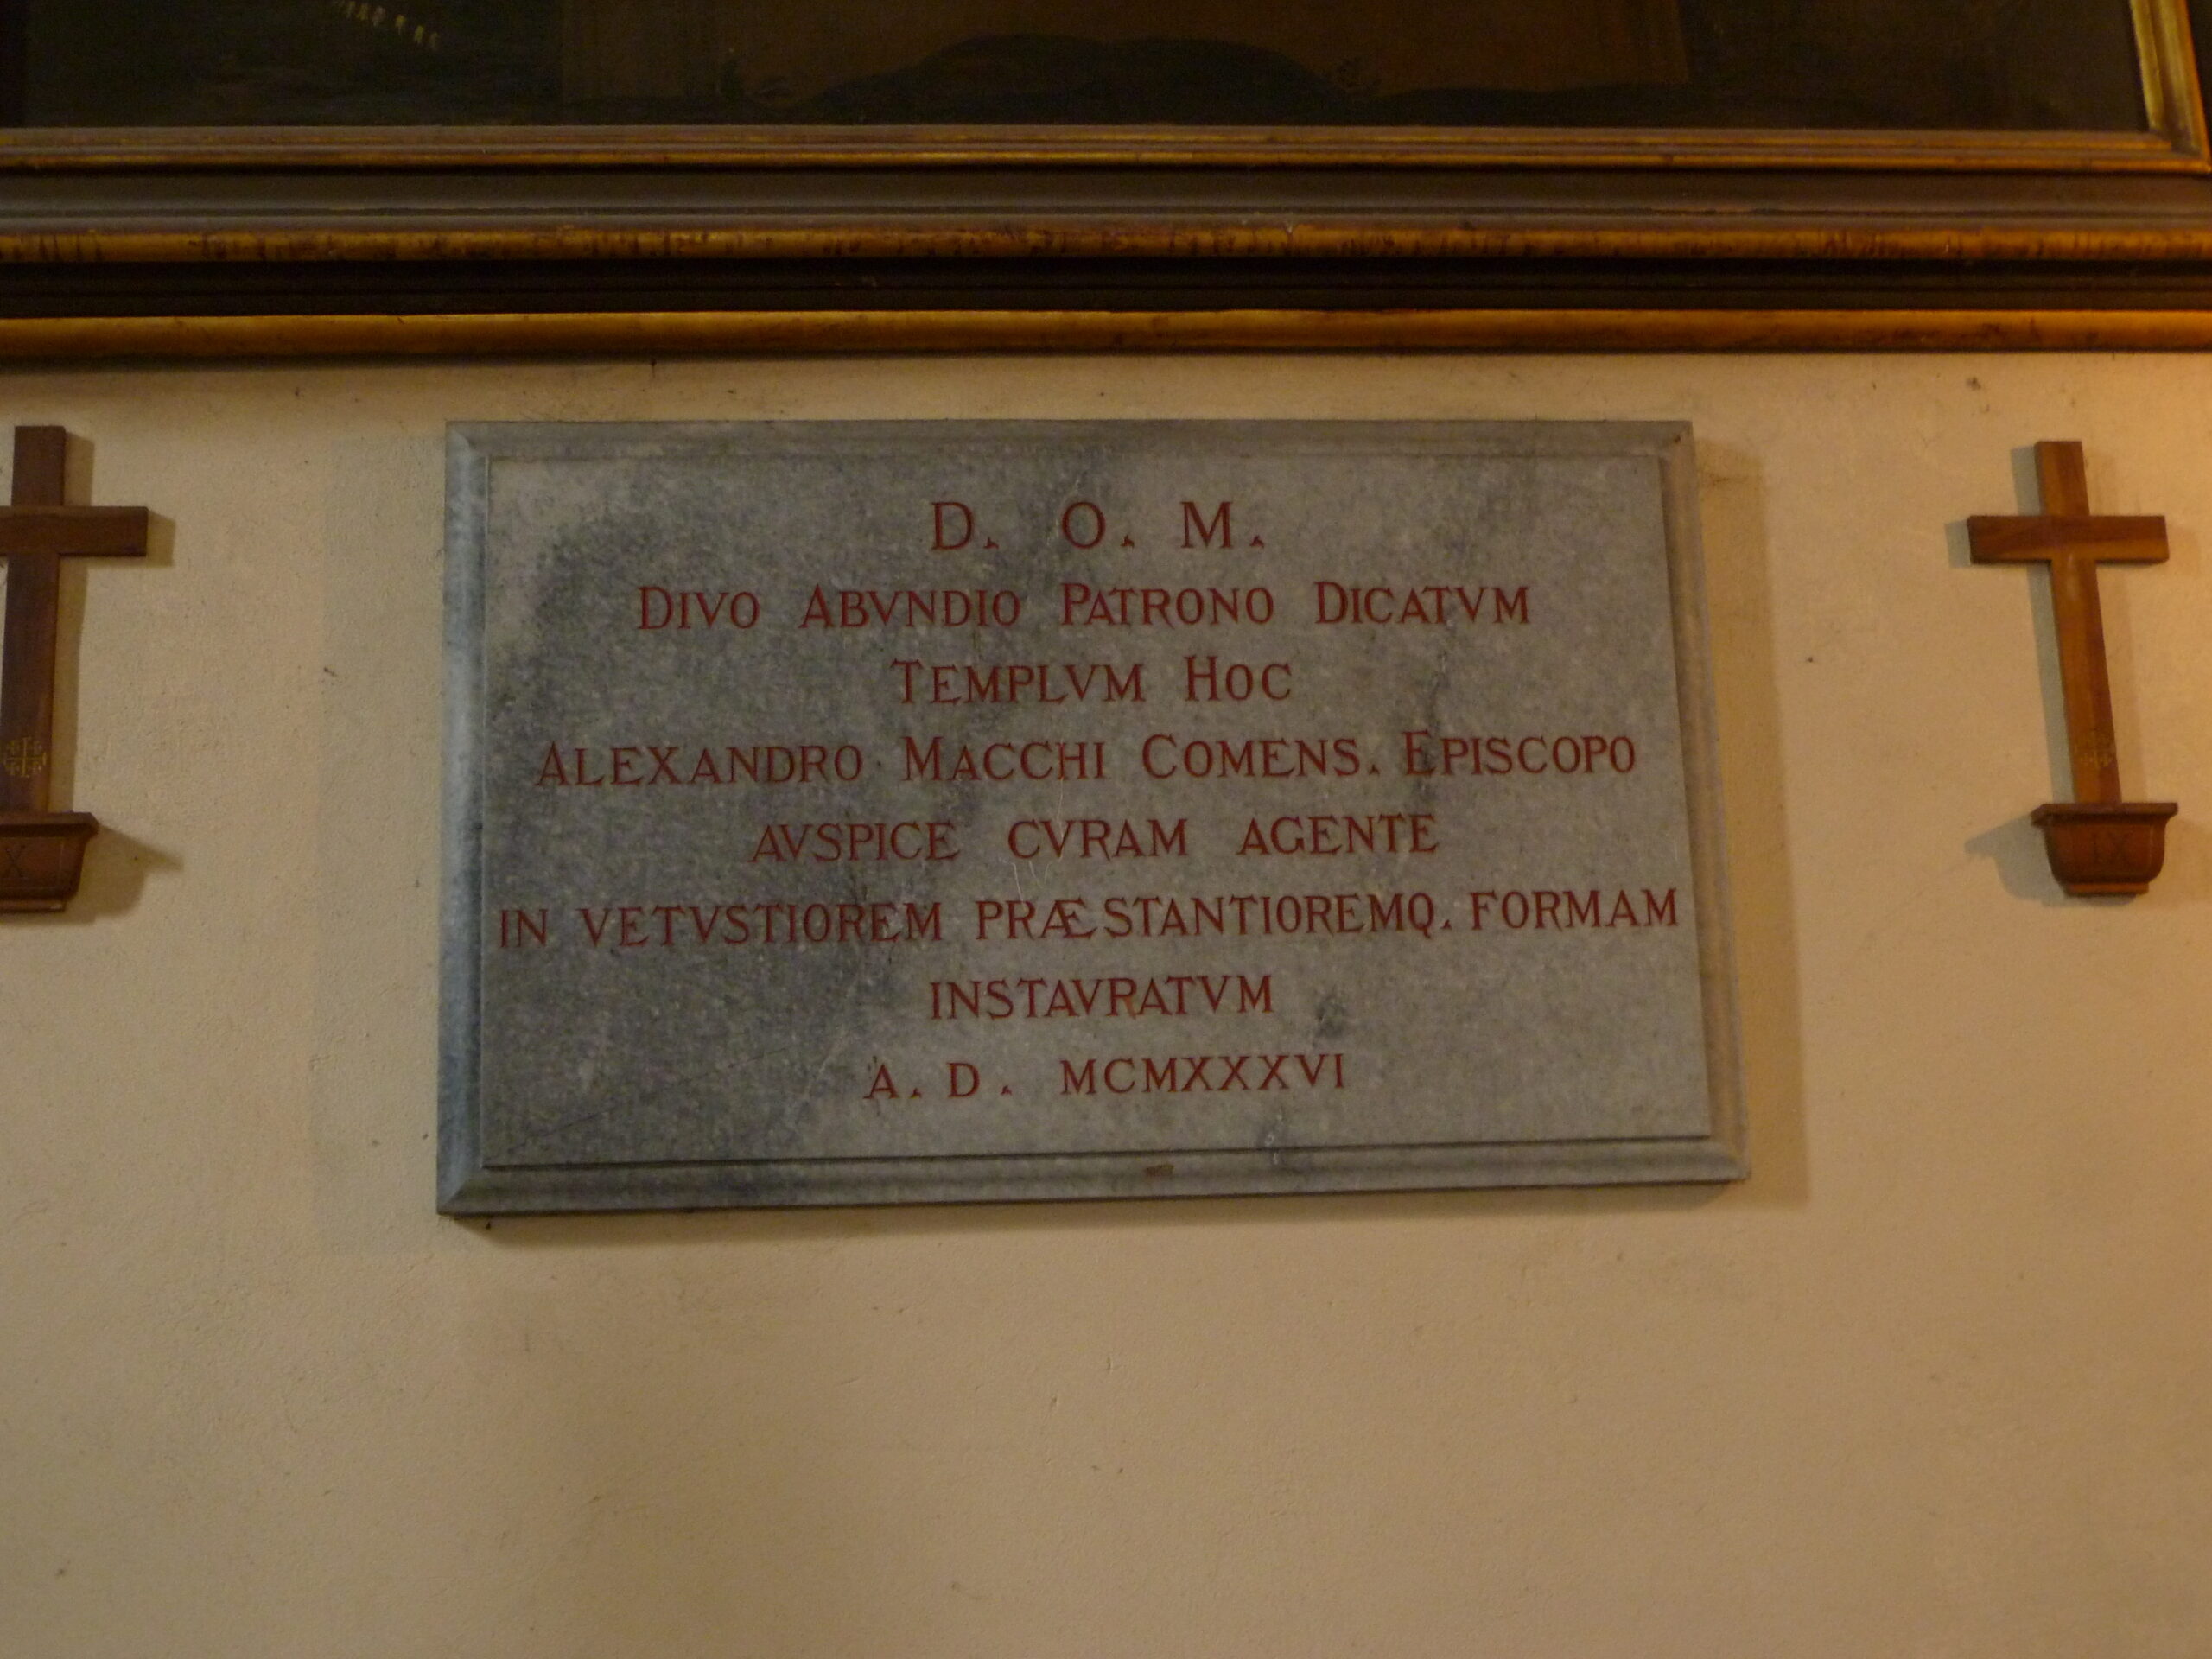 D. O. M.
DIVO ABVNDIO PATRONO DICATVM
TEMPLVM HOC
ALEXANDRO MACCHI COMENS. EPISCOPO
AVSPICE CVRAM AGENTE
IN VETVSTIOREM PRÆSTANTIOREMQ. FORMAM
INSTAVRATVM
A. D. MCMXXXVI
X
IX